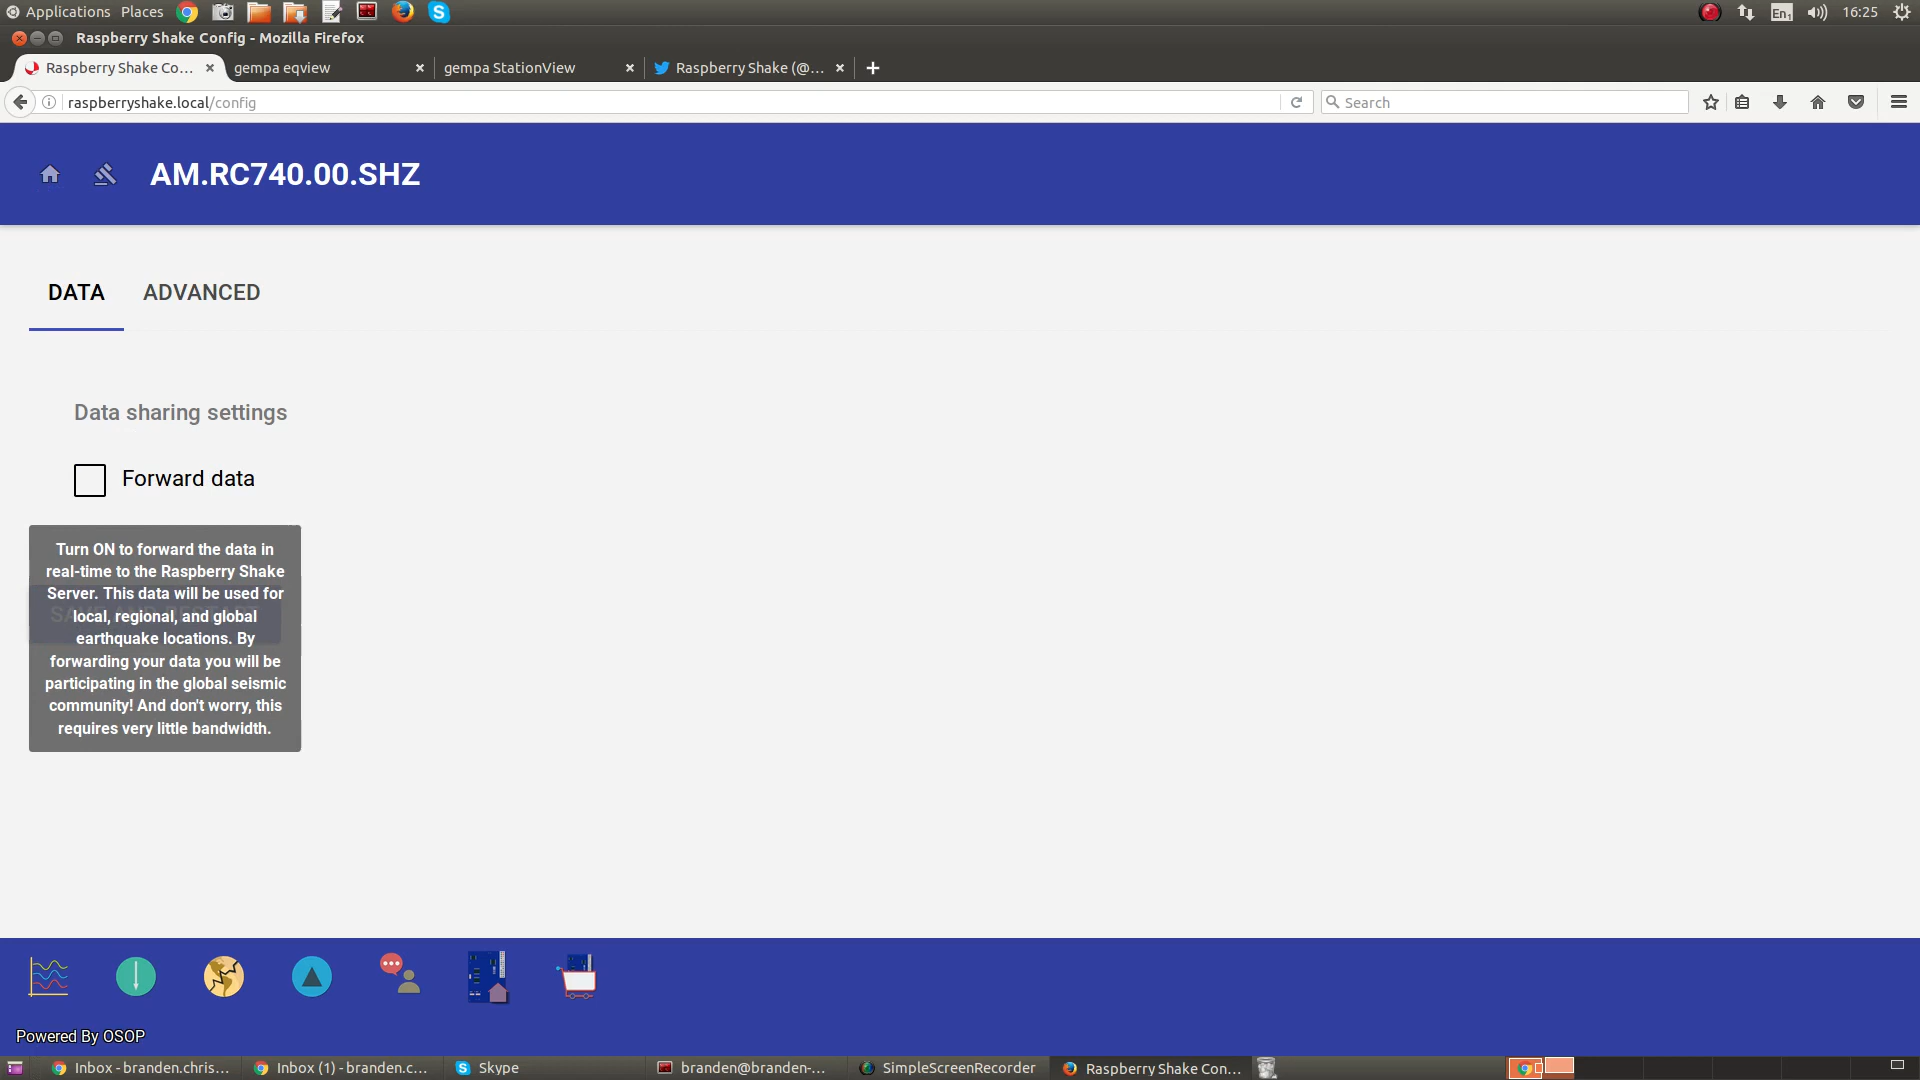 Applications Places En1 16:25
Raspberry Shake Config - Mozilla Firefox
Raspberry Shake Co... gempa eqview gempa StationView Raspberry Shake (@...
raspberryshake.local/config Search
AM.RC740.00.SHZ
DATA ADVANCED
Data sharing settings
Forward data
Turn ON to forward the data in
real-time to the Raspberry Shake
Server. This data will be used for
local, regional, and global
earthquake locations. By
forwarding your data you will be
participating in the global seismic
community! And don't worry, this
requires very little bandwidth.
Powered By OSOP
Inbox - branden.chris... Inbox (1) - branden.c... Skype branden@branden-... SimpleScreenRecorder Raspberry Shake Con...